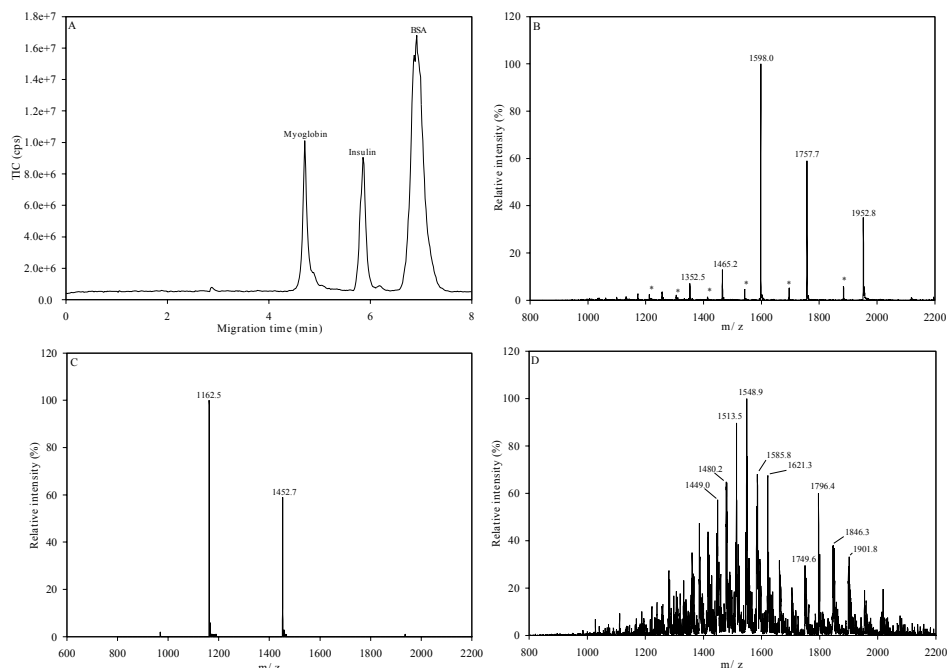 A
TIC (cps)
1.8e+7
1.6e+7
1.4e+7
1.2e+7
1.0e+7
8.0e+6
6.0e+6
4.0e+6
2.0e+6
0.0
BSA
Myoglobin
Insulin
0 2 4 6 8
Migration time (min)
B
Relative intensity (%)
120
100
80
60
40
20
0
1598.0
1757.7
1952.8
1465.2
1352.5
* * * * * *
800 1000 1200 1400 1600 1800 2000 2200
m/ z
C
Relative intensity (%)
120
100
80
60
40
20
0
1162.5
1452.7
600 800 1000 1200 1400 1600 1800 2000 2200
m/ z
D
Relative intensity (%)
120
100
80
60
40
20
0
1548.9
1513.5
1585.8
1480.2
1621.3
1449.0
1796.4
1846.3
1749.6
1901.8
800 1000 1200 1400 1600 1800 2000 2200
m/ z